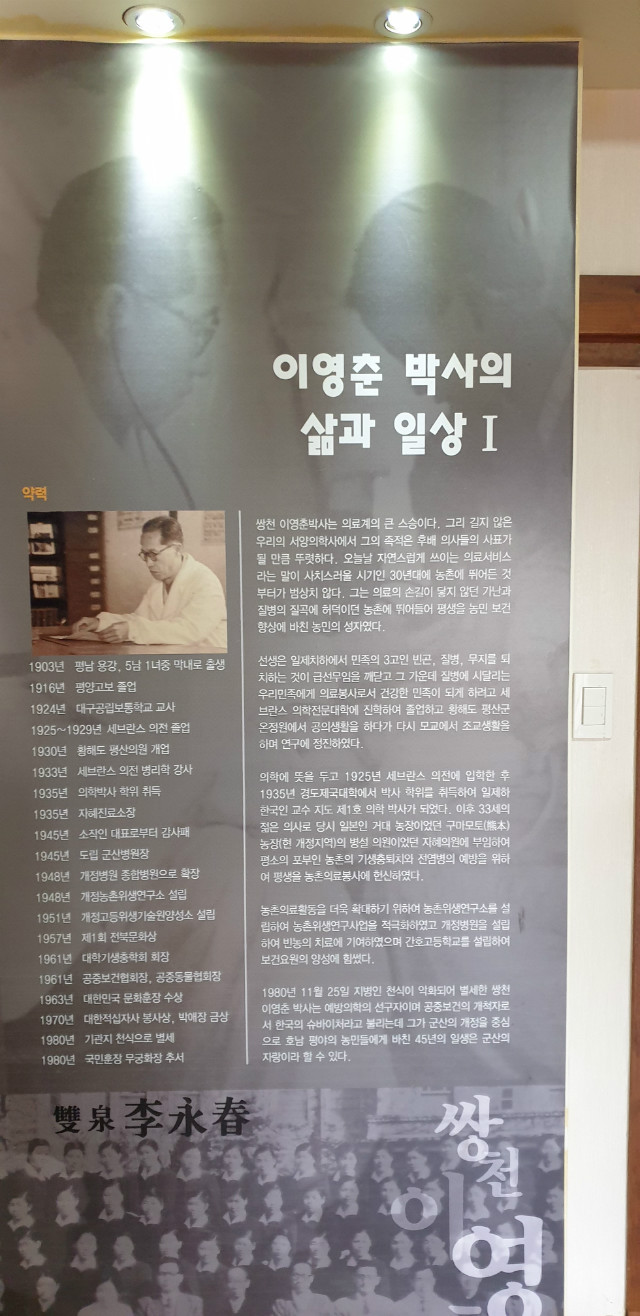 이영춘 박사의
삶과 일상 I
약력
1903년 평남 용강, 5남 1녀중 막내로 출생
1916년 평양고보 졸업
1924년 대구공립보통학교 교사
1925~1929년 세브란스 의전 졸업
1930년 황해도 평산의원 개업
1933년 세브란스 의전 병리학 강사
1935년 의학박사 학위 취득
1935년 자혜진료소장
1945년 소작인 대표로부터 감사패
1945년 도립 군산병원장
1948년 개정병원 종합병원으로 확장
1948년 개정농촌위생연구소 설립
1951년 개정고등위생기술원양성소 설립
1957년 제1회 전북문화상
1961년 대학기생충학회 회장
1961년 공중보건협회장, 공중동물협회장
1963년 대한민국 문화훈장 수상
1970년 대한적십자사 봉사상, 박애장 금상
1980년 기관지 천식으로 별세
1980년 국민훈장 무궁화장 추서
쌍천 이영춘박사는 의료계의 큰 스승이다. 그리 길지 않은
우리의 서양의학사에서 그의 족적은 후배 의사들의 사표가
될 만큼 뚜렷하다. 오늘날 자연스럽게 쓰이는 의료서비스
라는 말이 사치스러울 시기인 30년대에 농촌에 뛰어든 것
부터가 범상치 않다. 그는 의료의 손길이 닿지 않던 가난과
질병의 질곡에 허덕이던 농촌에 뛰어들어 평생을 농민 보건
향상에 바친 농민의 성자였다.
선생은 일제치하에서 민족의 3고인 빈곤, 질병, 무지를 퇴
치하는 것이 급선무임을 깨닫고 그 가운데 질병에 시달리는
우리민족에게 의료봉사로서 건강한 민족이 되게 하려고 세
브란스 의학전문대학에 진학하여 졸업하고 황해도 평산군
온정원에서 공의생활을 하다가 다시 모교에서 조교생활을
하며 연구에 정진하였다.
의학에 뜻을 두고 1925년 세브란스 의전에 입학한 후
1935년 경도제국대학에서 박사 학위를 취득하여 일제하
한국인 교수 지도 제1호 의학 박사가 되었다. 이후 33세의
젊은 의사로 당시 일본인 거대 농장이었던 구마모토(熊本)
농장(현 개정지역)의 병설 의원이었던 자혜의원에 부임하여
평소의 포부인 농촌의 기생충퇴치와 전염병의 예방을 위하
여 평생을 농촌의료봉사에 헌신하였다.
농촌의료활동을 더욱 확대하기 위하여 농촌위생연구소를 설
립하여 농촌위생연구사업을 적극화하였고 개정병원을 설립
하여 빈농의 치료에 기여하였으며 간호고등학교를 설립하여
보건요원의 양성에 힘썼다.
1980년 11월 25일 지병인 천식이 악화되어 별세한 쌍천
이영춘 박사는 예방의학의 선구자이며 공중보건의 개척자로
서 한국의 슈바이처라고 불리는데 그가 군산의 개정을 중심
으로 호남 평야의 농민들에게 바친 45년의 일생은 군산의
자랑이라 할 수 있다.
雙泉 李永春
쌍천
이영